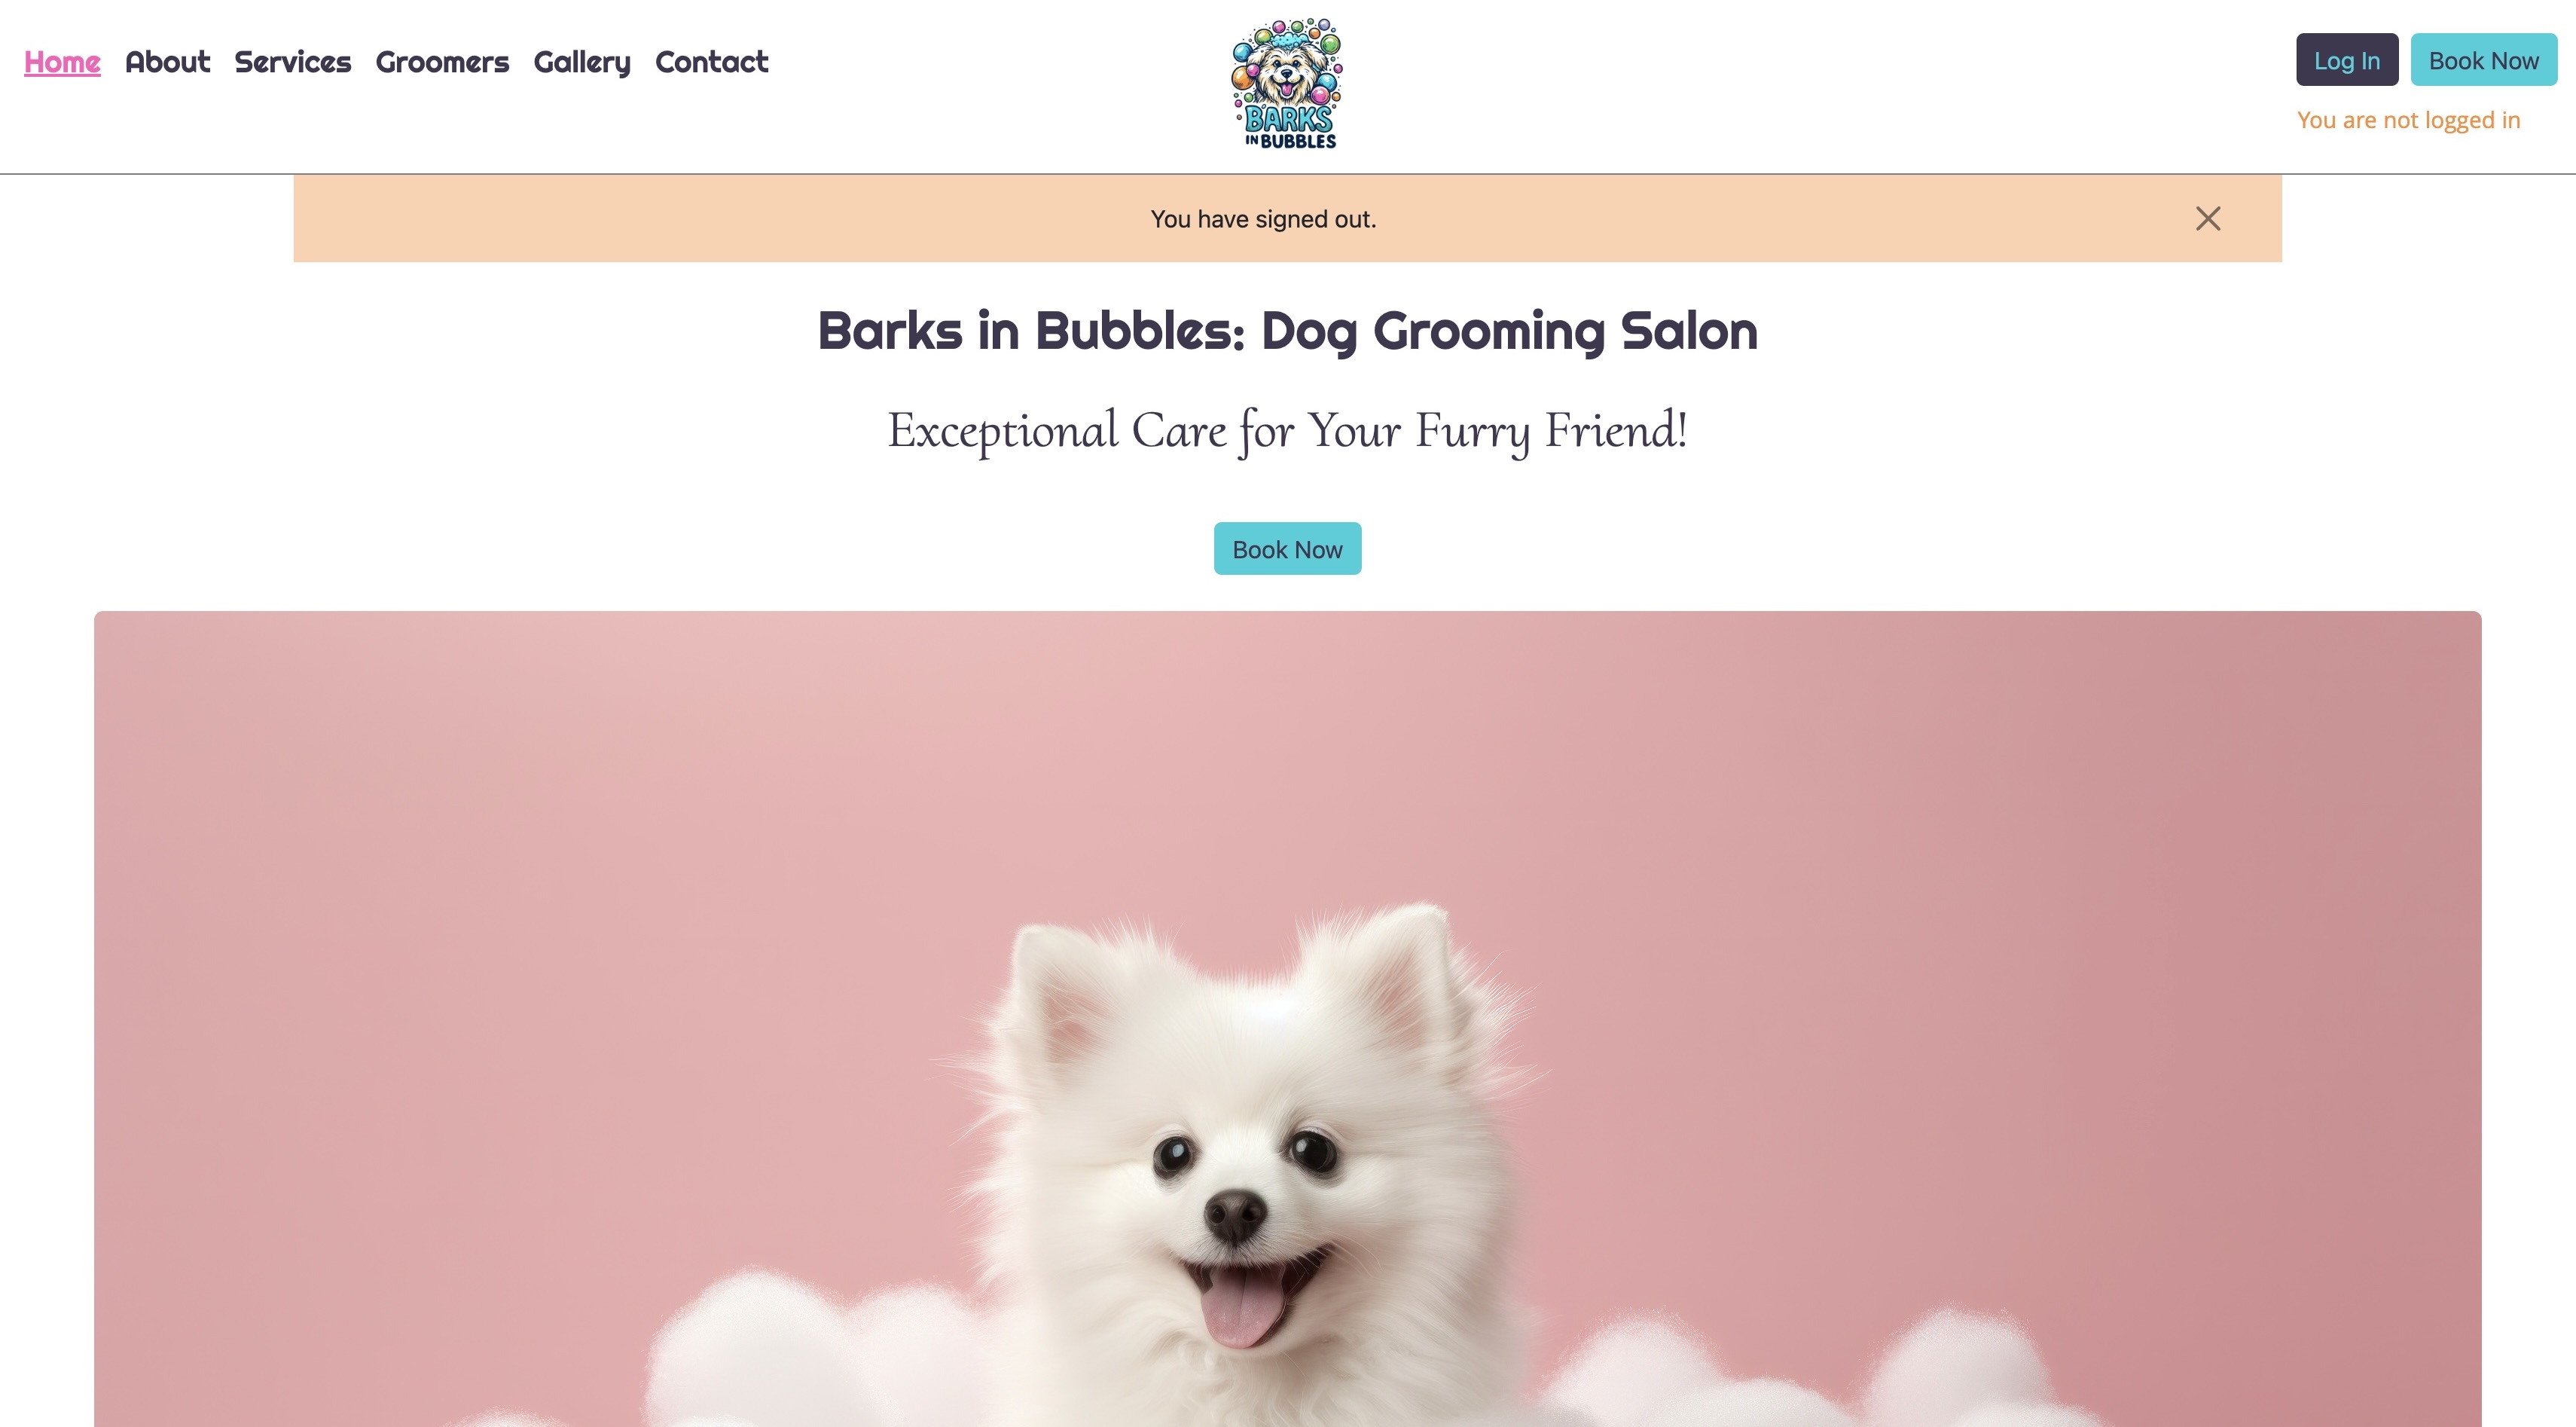 Home About Services Groomers Gallery Contact
BARKS
IN BUBBLES
Log In Book Now
You are not logged in
You have signed out.
Barks in Bubbles: Dog Grooming Salon
Exceptional Care for Your Furry Friend!
Book Now